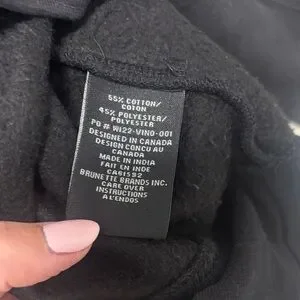 55% COTTON/
COTON
45% POLYESTER/
POLYESTER
PO # WI22-VINO-001
DESIGNED IN CANADA
DESIGN CONCU AU
CANADA
MADE IN INDIA
FAIT EN INDE
CA61592
BRUNETTE BRANDS INC.
CARE OVER
INSTRUCTIONS
A L'ENDOS